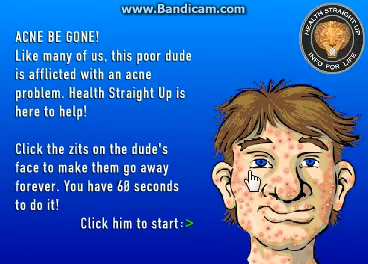 www.Bandicam.com
ACNE BE GONE!
Like many of us, this poor dude
is afflicted with an acne
problem. Health Straight Up is
here to help!
Click the zits on the dude's
face to make them go away
forever. You have 60 seconds
to do it!
Click him to start:>
HEALTH STRAIGHT UP
INFO FOR LIFE